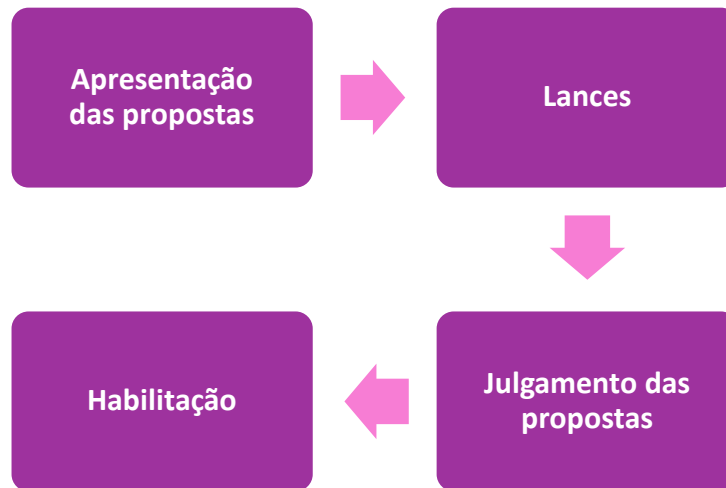 Apresentação
das propostas
Lances
Julgamento das
propostas
Habilitação